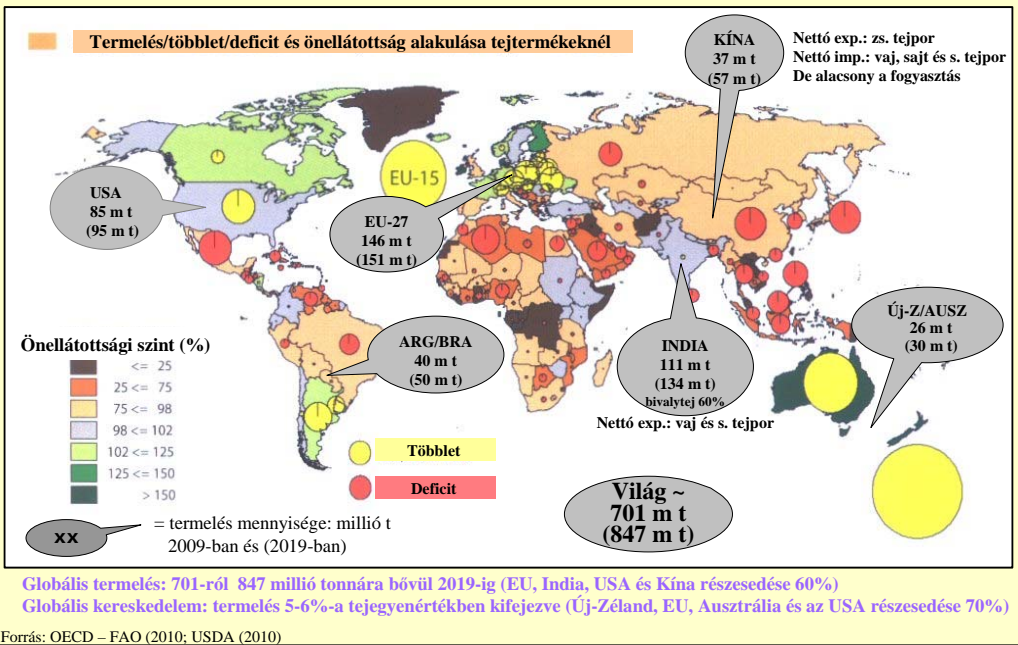 Termelés/többlet/deficit és önellátottság alakulása tejtermékeknél
KÍNA
37 m t
(57 m t)
Nettó exp.: zs. tejpor
Nettó imp.: vaj, sajt és s. tejpor
De alacsony a fogyasztás
USA
85 m t
(95 m t)
EU-15
EU-27
146 m t
(151 m t)
ARG/BRA
40 m t
(50 m t)
INDIA
111 m t
(134 m t)
bivalytej 60%
Nettó exp.: vaj és s. tejpor
Új-Z/AUSZ
26 m t
(30 m t)
Önellátottsági szint (%)
<= 25
25 <= 75
75 <= 98
98 <= 102
102 <= 125
125 <= 150
> 150
Többlet
Deficit
Világ ~
701 m t
(847 m t)
xx
= termelés mennyisége: millió t
2009-ban és (2019-ban)
Globális termelés: 701-ról 847 millió tonnára bővül 2019-ig (EU, India, USA és Kína részesedése 60%)
Globális kereskedelem: termelés 5-6%-a tejegyenértékben kifejezve (Új-Zéland, EU, Ausztrália és az USA részesedése 70%)
Forrás: OECD – FAO (2010; USDA (2010)